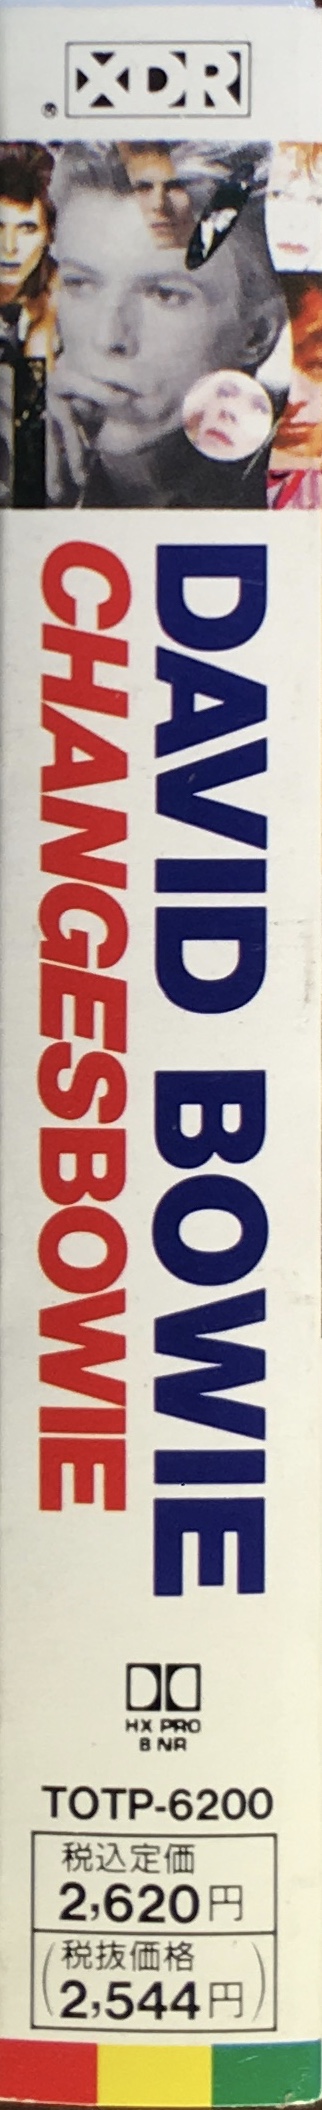 XDR
®
DAVID BOWIE
CHANGESBOWIE
HX PRO
B NR
TOTP-6200
税込定価
2,620円
(税抜価格
2,544円)